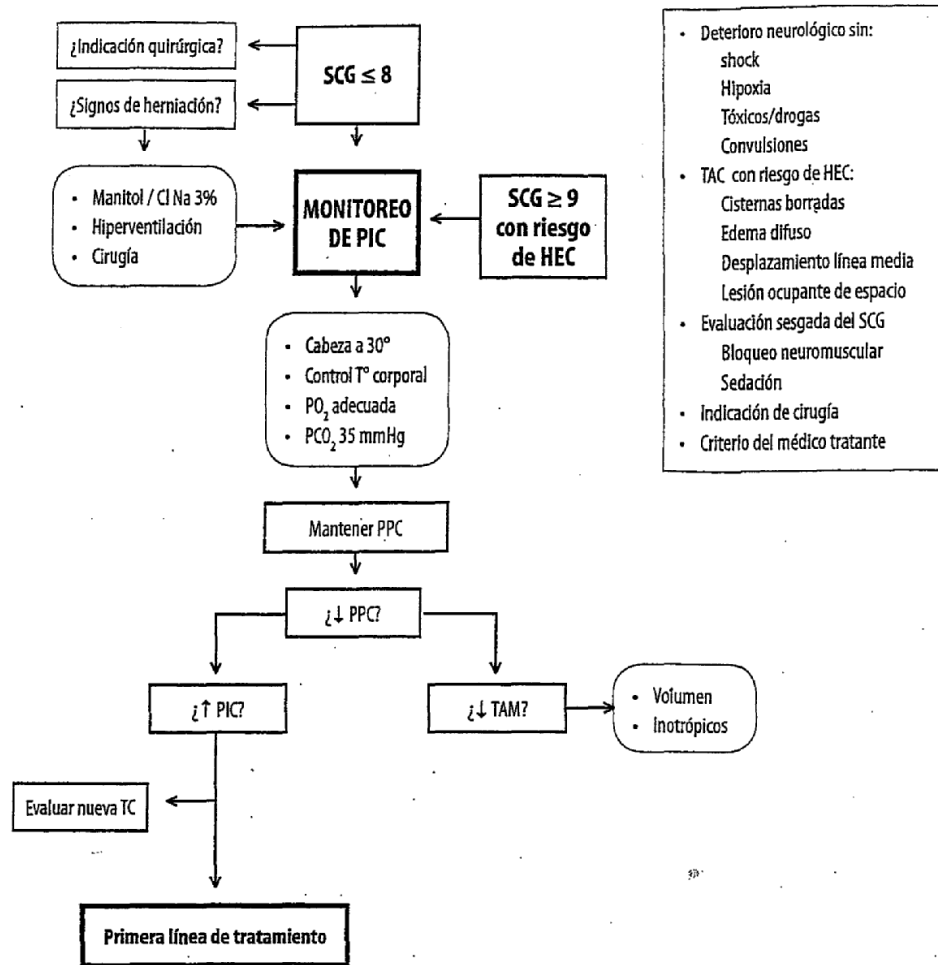 ¿Indicación quirúrgica?
SCG ≤ 8
¿Signos de herniación?
• Manitol / Cl Na 3%
• Hiperventilación
• Cirugía
MONITOREO
DE PIC
SCG ≥ 9
con riesgo
de HEC
• Cabeza a 30°
• Control T° corporal
• PO₂ adecuada
• PCO₂ 35 mmHg
Mantener PPC
¿↓ PPC?
¿↑ PIC?
¿↓ TAM?
• Volumen
• Inotrópicos
Evaluar nueva TC
Primera línea de tratamiento
• Deterioro neurológico sin:
shock
Hipoxia
Tóxicos/drogas
Convulsiones
• TAC con riesgo de HEC:
Cisternas borradas
Edema difuso
Desplazamiento línea media
Lesión ocupante de espacio
• Evaluación sesgada del SCG
Bloqueo neuromuscular
Sedación
• Indicación de cirugía
• Criterio del médico tratante